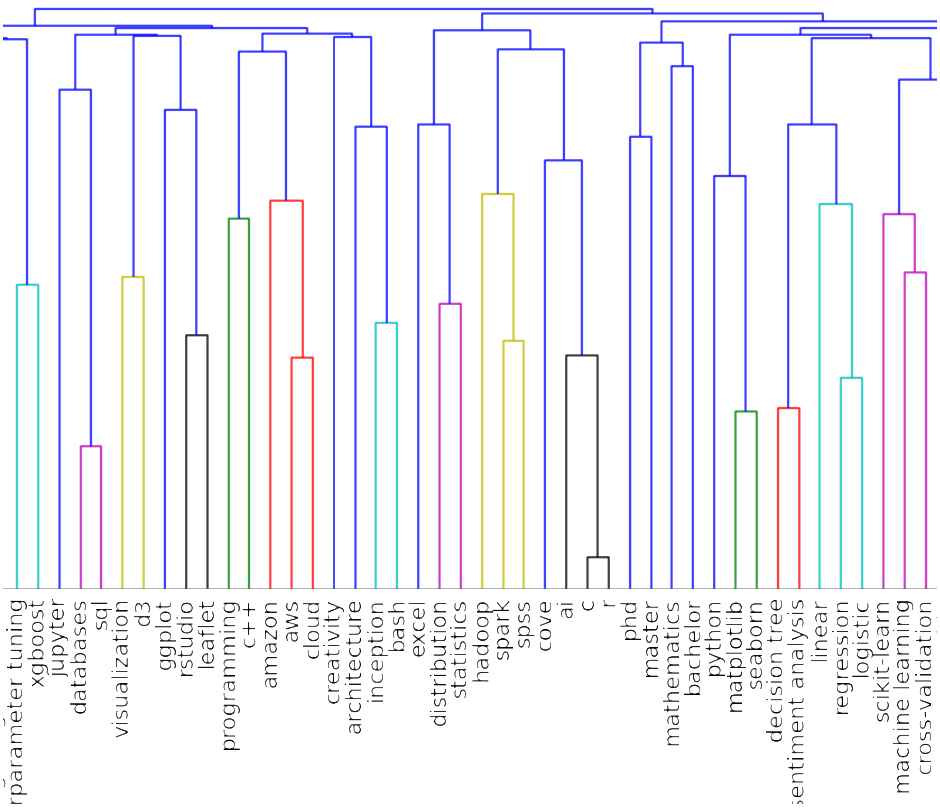 rparameter tuning
xgboost
jupyter
databases
sql
visualization
d3
ggplot
rstudio
leaflet
programming
c++
amazon
aws
cloud
creativity
architecture
inception
bash
excel
distribution
statistics
hadoop
spark
spss
cove
ai
c
r
phd
master
mathematics
bachelor
python
matplotlib
seaborn
decision tree
sentiment analysis
linear
regression
logistic
scikit-learn
machine learning
cross-validation